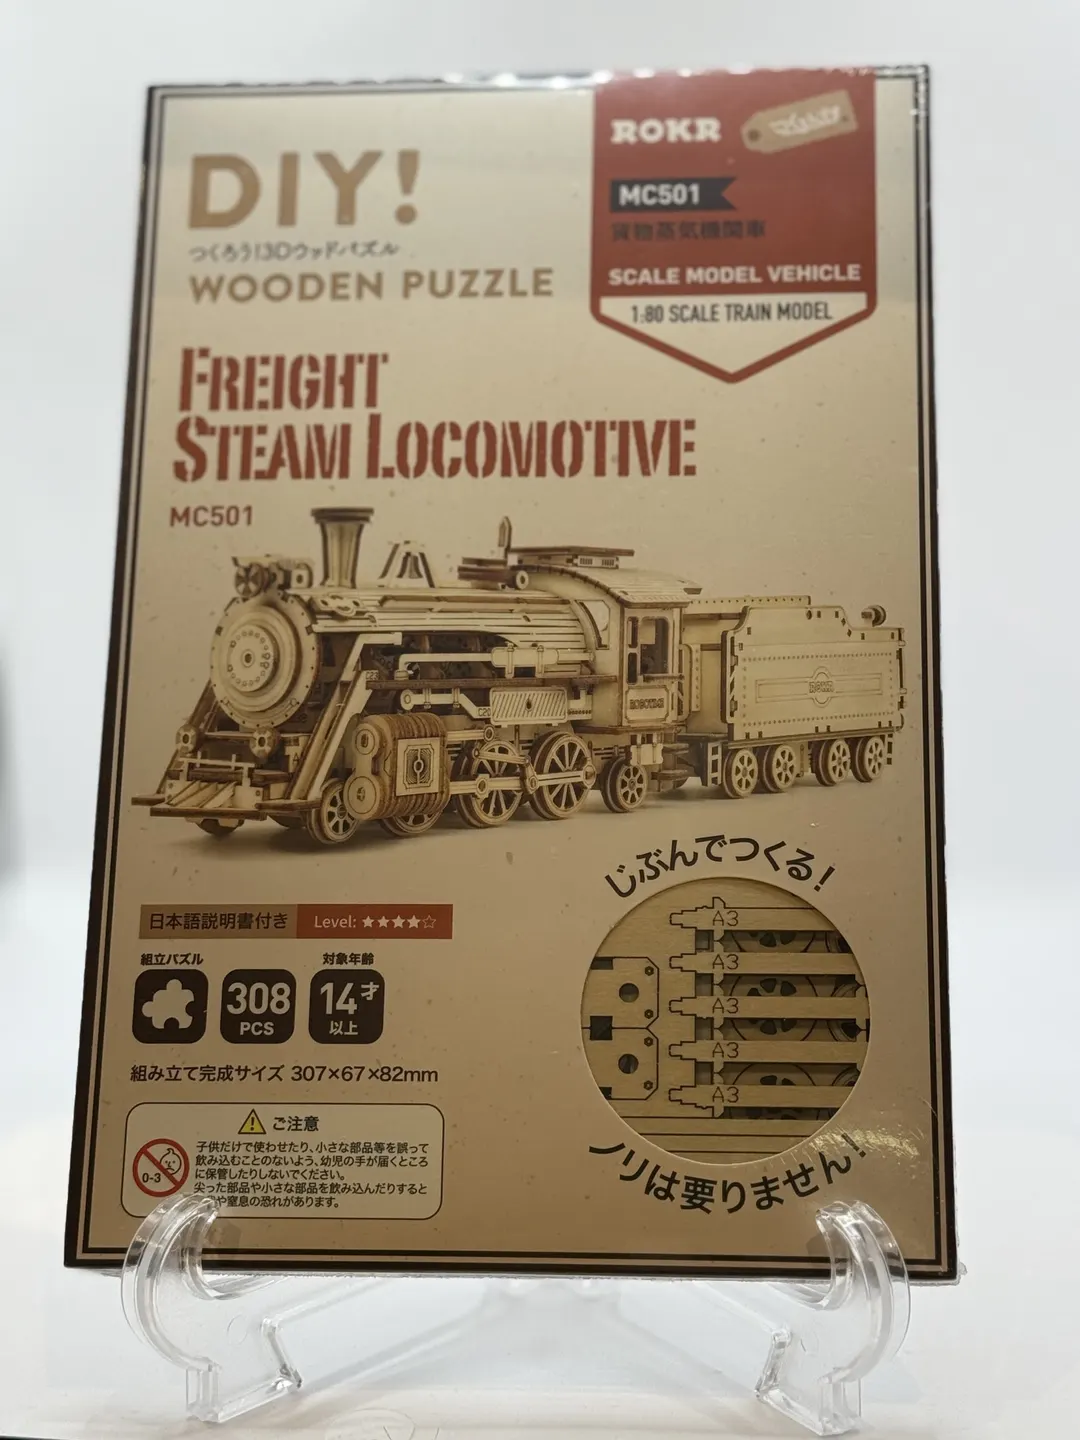 ROKR
MC501
貨物蒸気機関車
SCALE MODEL VEHICLE
1:80 SCALE TRAIN MODEL
DIY!
つくろう!3Dウッドパズル
WOODEN PUZZLE
FREIGHT
STEAM LOCOMOTIVE
MC501
ROKR
ROBOTIME
じぶんでつくる!
A3
A3
A3
A3
A3
ノリは要りません!
日本語説明書付き Level: ★★★★☆
組立パズル
対象年齢
308
PCS
14才
以上
組み立て完成サイズ 307×67×82mm
ご注意
0-3
子供だけで使わせたり、小さな部品等を誤って
飲み込むことのないよう、幼児の手が届くところ
に保管したりしないでください。
尖った部品や小さな部品を飲み込んだりすると
や窒息の恐れがあります。